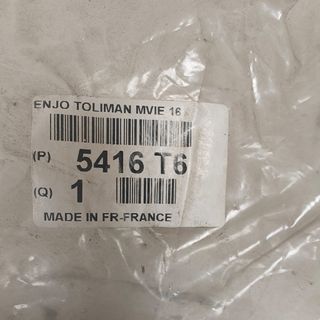 ENJO TOLIMAN MVIE 16
(P) 5416 T6
(Q) 1
MADE IN FR-FRANCE